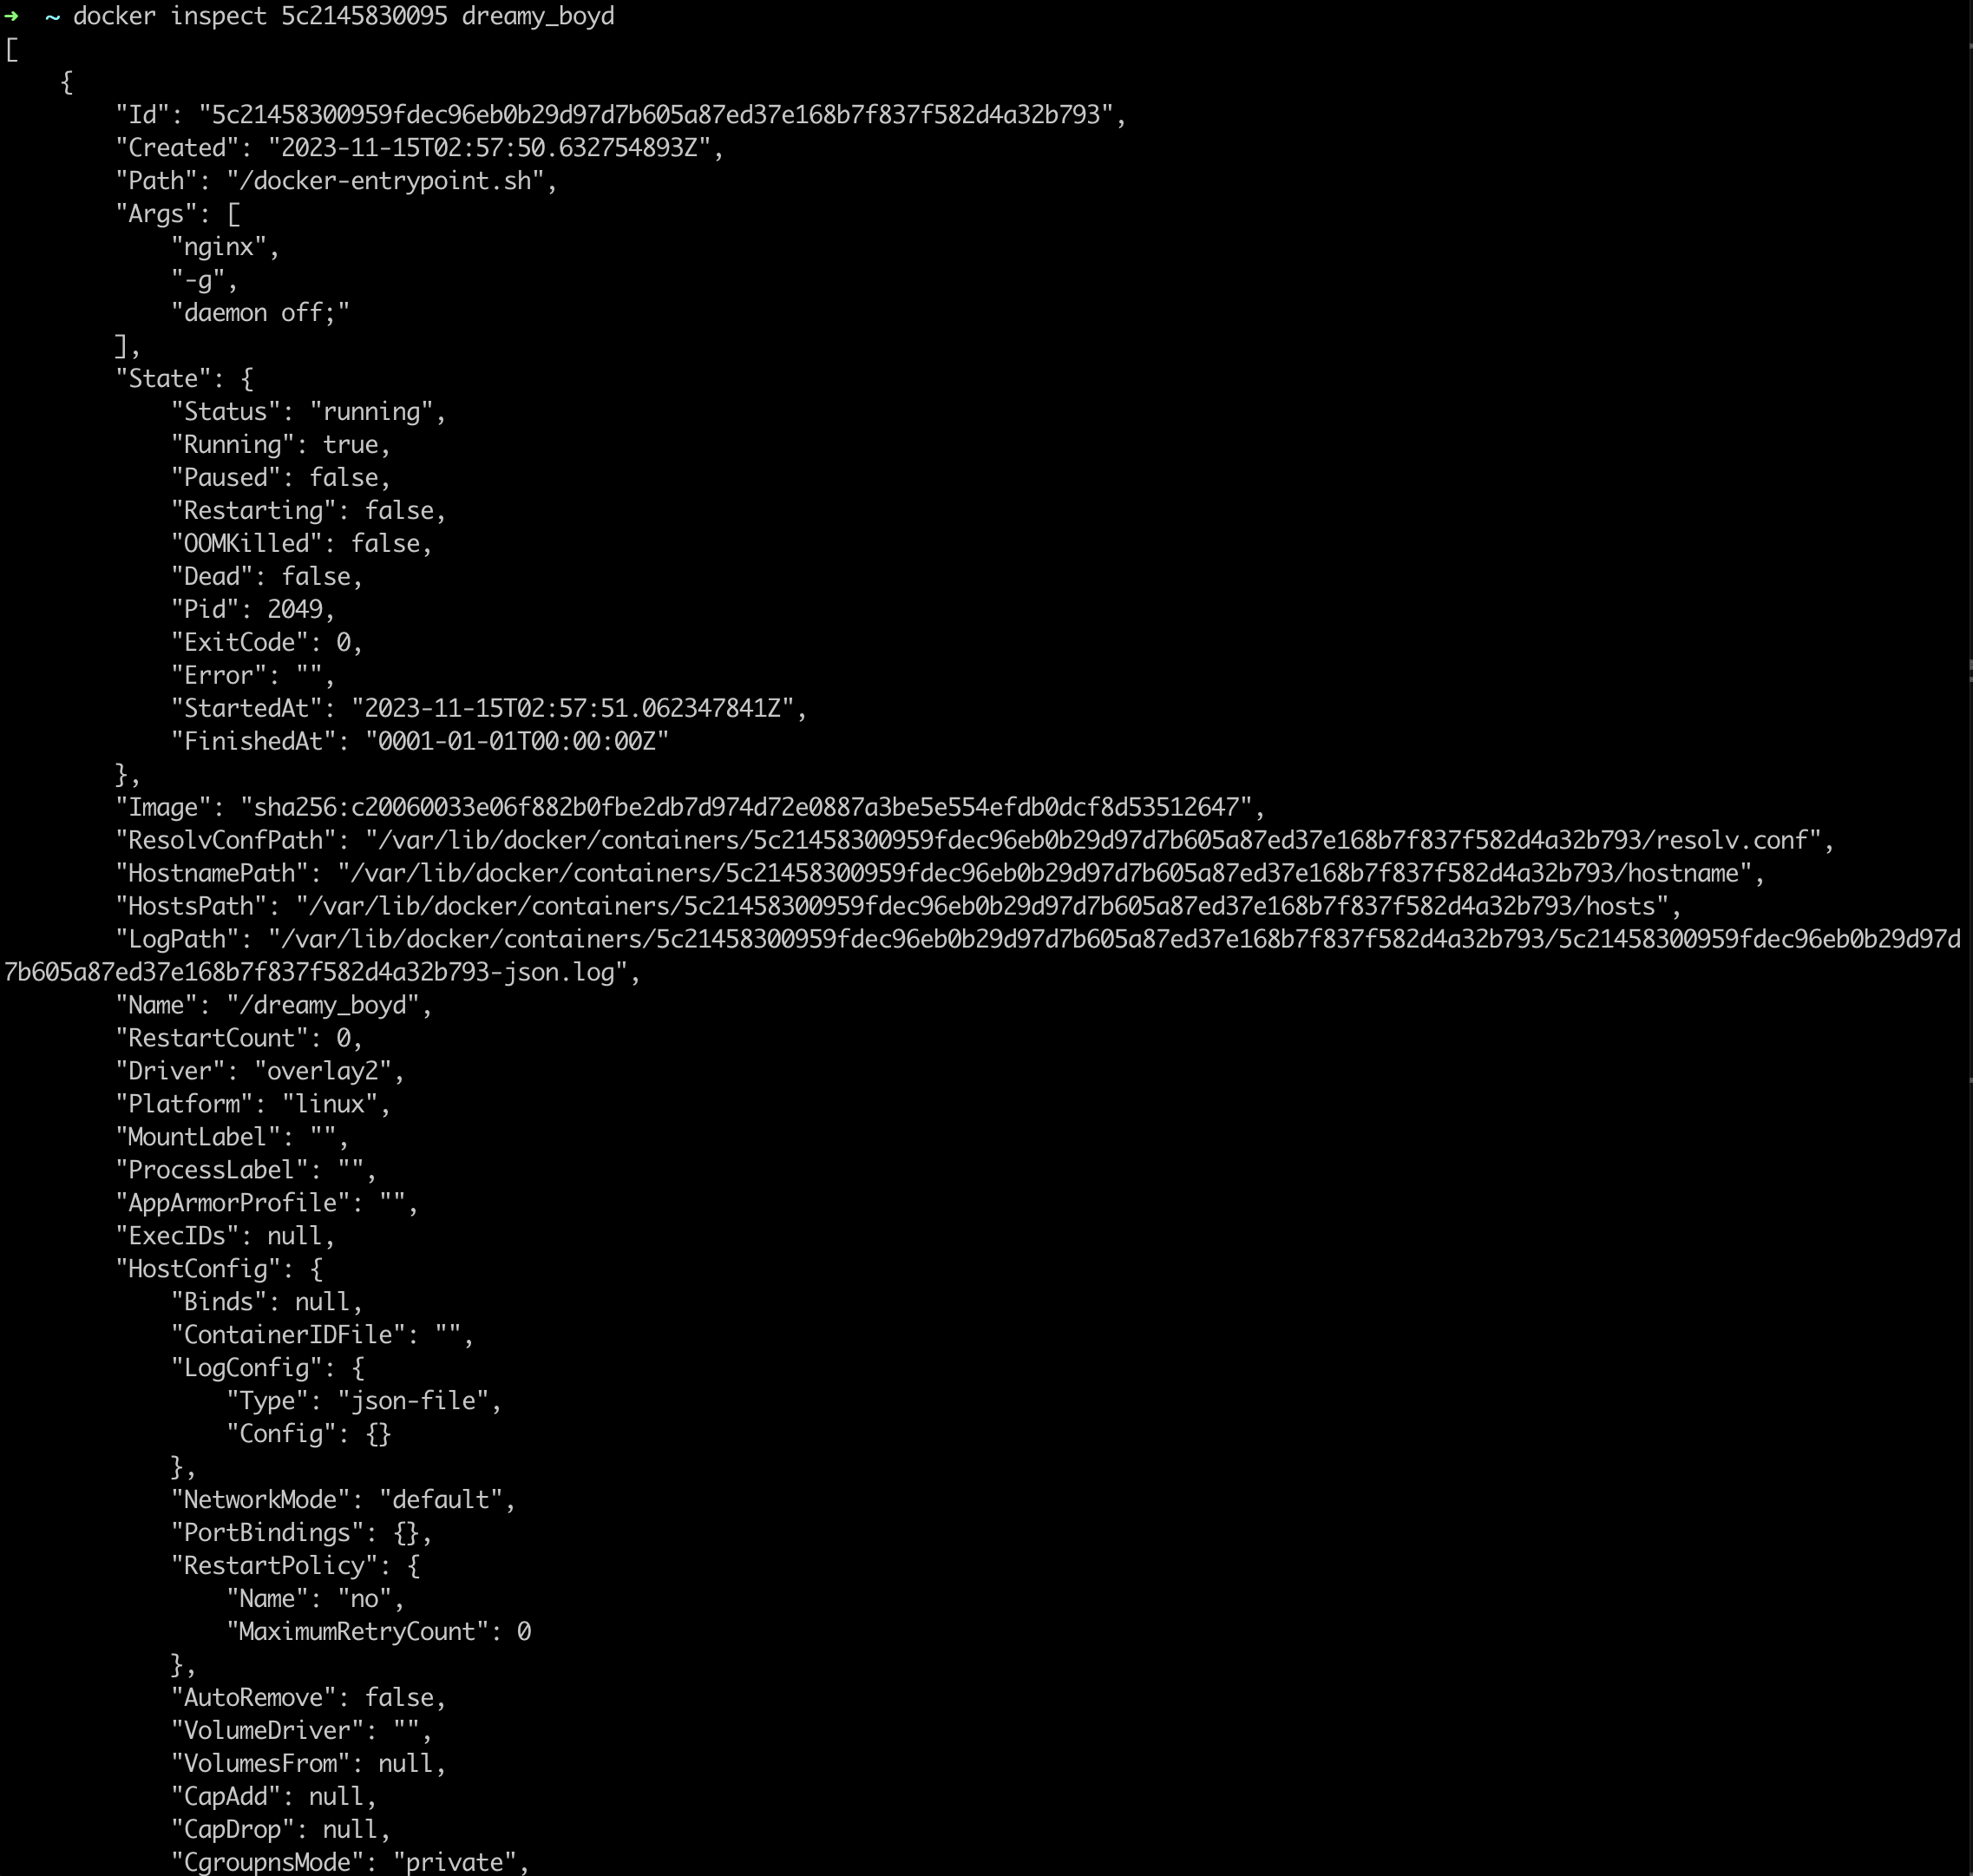 ➜  ~ docker inspect 5c2145830095 dreamy_boyd
[
    {
        "Id": "5c21458300959fdec96eb0b29d97d7b605a87ed37e168b7f837f582d4a32b793",
        "Created": "2023-11-15T02:57:50.632754893Z",
        "Path": "/docker-entrypoint.sh",
        "Args": [
            "nginx",
            "-g",
            "daemon off;"
        ],
        "State": {
            "Status": "running",
            "Running": true,
            "Paused": false,
            "Restarting": false,
            "OOMKilled": false,
            "Dead": false,
            "Pid": 2049,
            "ExitCode": 0,
            "Error": "",
            "StartedAt": "2023-11-15T02:57:51.062347841Z",
            "FinishedAt": "0001-01-01T00:00:00Z"
        },
        "Image": "sha256:c20060033e06f882b0fbe2db7d974d72e0887a3be5e554efdb0dcf8d53512647",
        "ResolvConfPath": "/var/lib/docker/containers/5c21458300959fdec96eb0b29d97d7b605a87ed37e168b7f837f582d4a32b793/resolv.conf",
        "HostnamePath": "/var/lib/docker/containers/5c21458300959fdec96eb0b29d97d7b605a87ed37e168b7f837f582d4a32b793/hostname",
        "HostsPath": "/var/lib/docker/containers/5c21458300959fdec96eb0b29d97d7b605a87ed37e168b7f837f582d4a32b793/hosts",
        "LogPath": "/var/lib/docker/containers/5c21458300959fdec96eb0b29d97d7b605a87ed37e168b7f837f582d4a32b793/5c21458300959fdec96eb0b29d97d
7b605a87ed37e168b7f837f582d4a32b793-json.log",
        "Name": "/dreamy_boyd",
        "RestartCount": 0,
        "Driver": "overlay2",
        "Platform": "linux",
        "MountLabel": "",
        "ProcessLabel": "",
        "AppArmorProfile": "",
        "ExecIDs": null,
        "HostConfig": {
            "Binds": null,
            "ContainerIDFile": "",
            "LogConfig": {
                "Type": "json-file",
                "Config": {}
            },
            "NetworkMode": "default",
            "PortBindings": {},
            "RestartPolicy": {
                "Name": "no",
                "MaximumRetryCount": 0
            },
            "AutoRemove": false,
            "VolumeDriver": "",
            "VolumesFrom": null,
            "CapAdd": null,
            "CapDrop": null,
            "CgroupnsMode": "private",